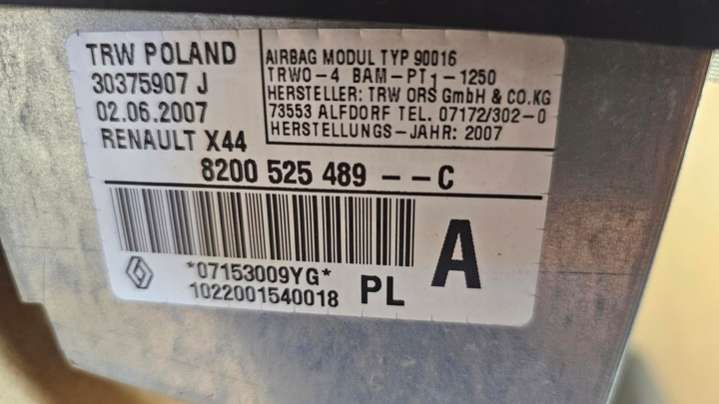 TRW POLAND
30375907 J
02.06.2007
RENAULT X44
AIRBAG MODUL TYP 90016
TRWO-4 BAM-PT1-1250
HERSTELLER: TRW ORS GmbH & CO.KG
73553 ALFDORF TEL. 07172/302-0
HERSTELLUNGS-JAHR: 2007
8200 525 489 --C
*07153009YG*
1022001540018
PL
A